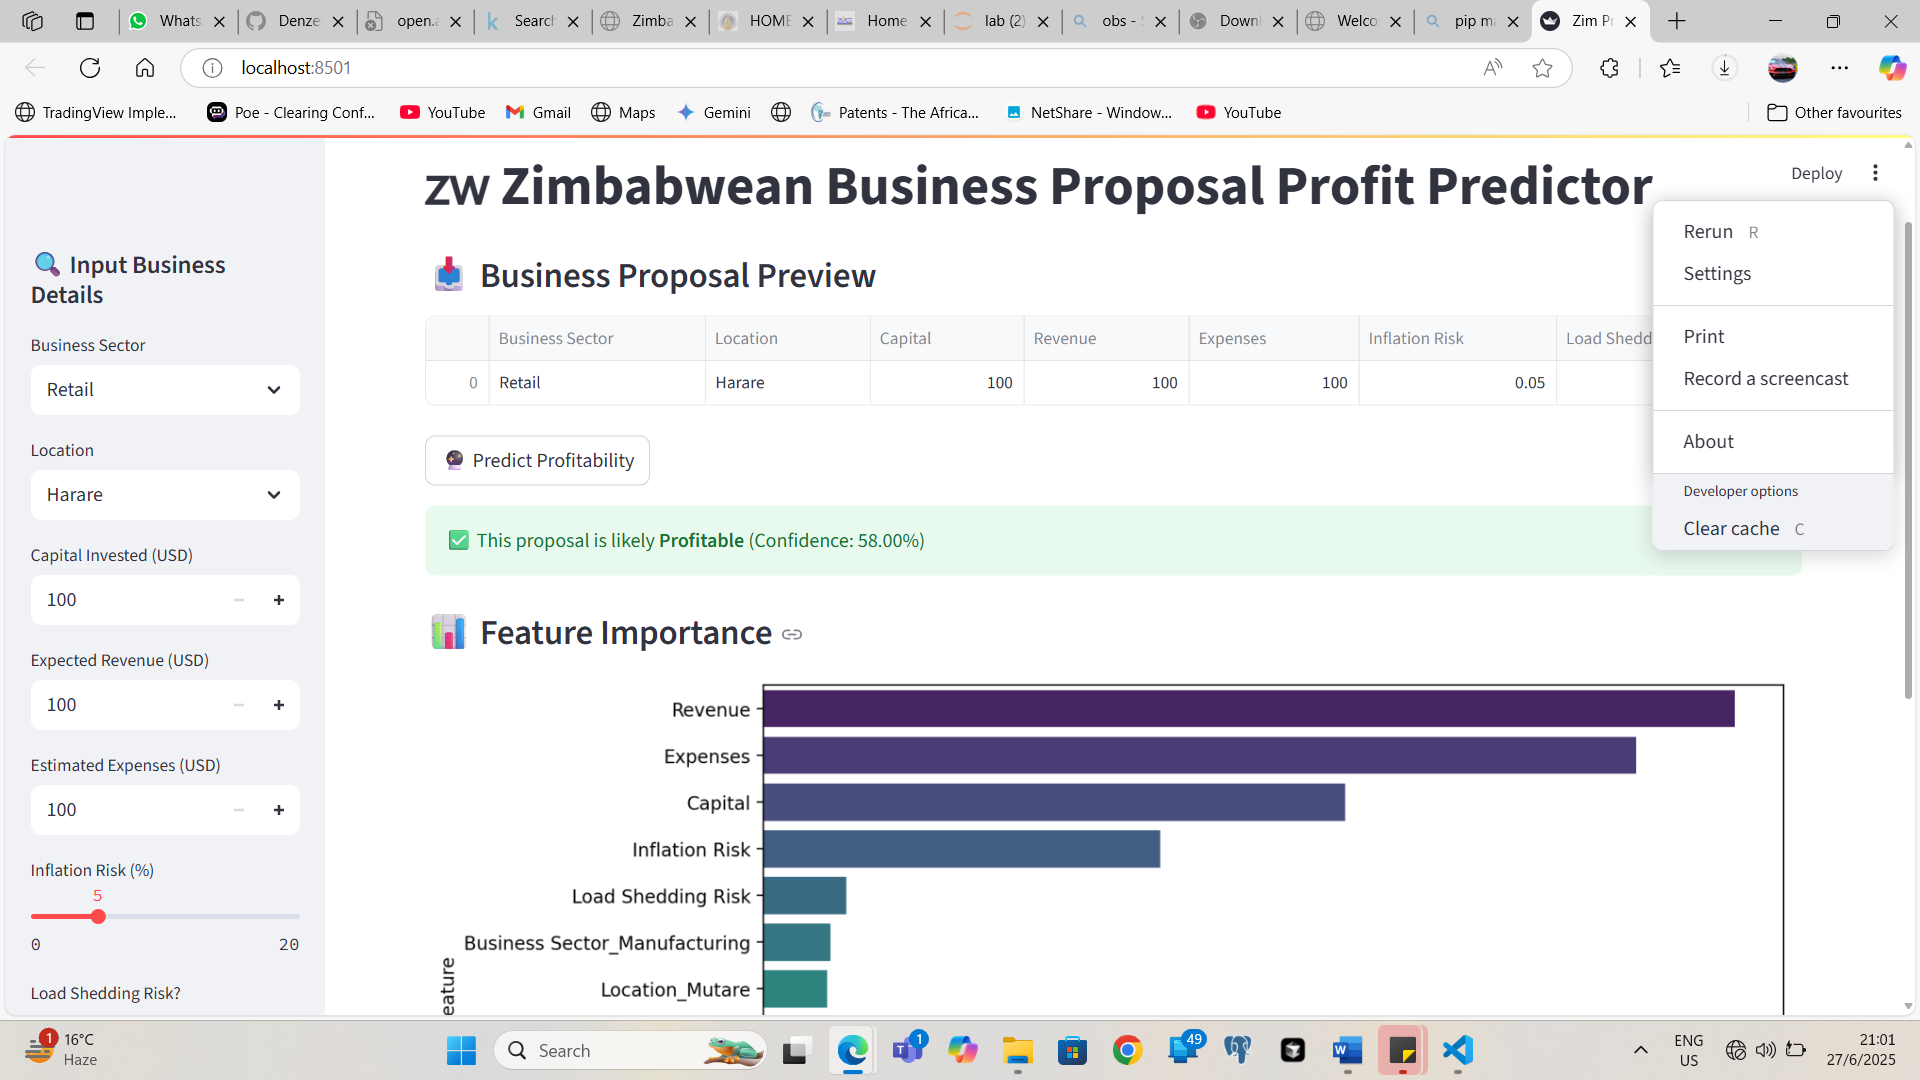 Whats
Denze
open.a
Search
Zimba
HOME
Home
lab (2)
obs - S
Downl
Welco
pip ma
Zim Pr
localhost:8501
TradingView Imple...
Poe - Clearing Conf...
YouTube
Gmail
Maps
Gemini
Patents - The Africa...
NetShare - Window...
YouTube
Other favourites
Deploy
Rerun R
Settings
Print
Record a screencast
About
Developer options
Clear cache C
🔍 Input Business
Details
Business Sector
Retail
Location
Harare
Capital Invested (USD)
100
Expected Revenue (USD)
100
Estimated Expenses (USD)
100
Inflation Risk (%)
5
0 20
Load Shedding Risk?
ZW Zimbabwean Business Proposal Profit Predictor
📥 Business Proposal Preview
Business Sector Location Capital Revenue Expenses Inflation Risk Load Shedd
0 Retail Harare 100 100 100 0.05
🔮 Predict Profitability
✅ This proposal is likely Profitable (Confidence: 58.00%)
📊 Feature Importance
Revenue
Expenses
Capital
Inflation Risk
Load Shedding Risk
Business Sector_Manufacturing
Location_Mutare
eature
1
16°C
Haze
Search
1
49
ENG
US
21:01
27/6/2025